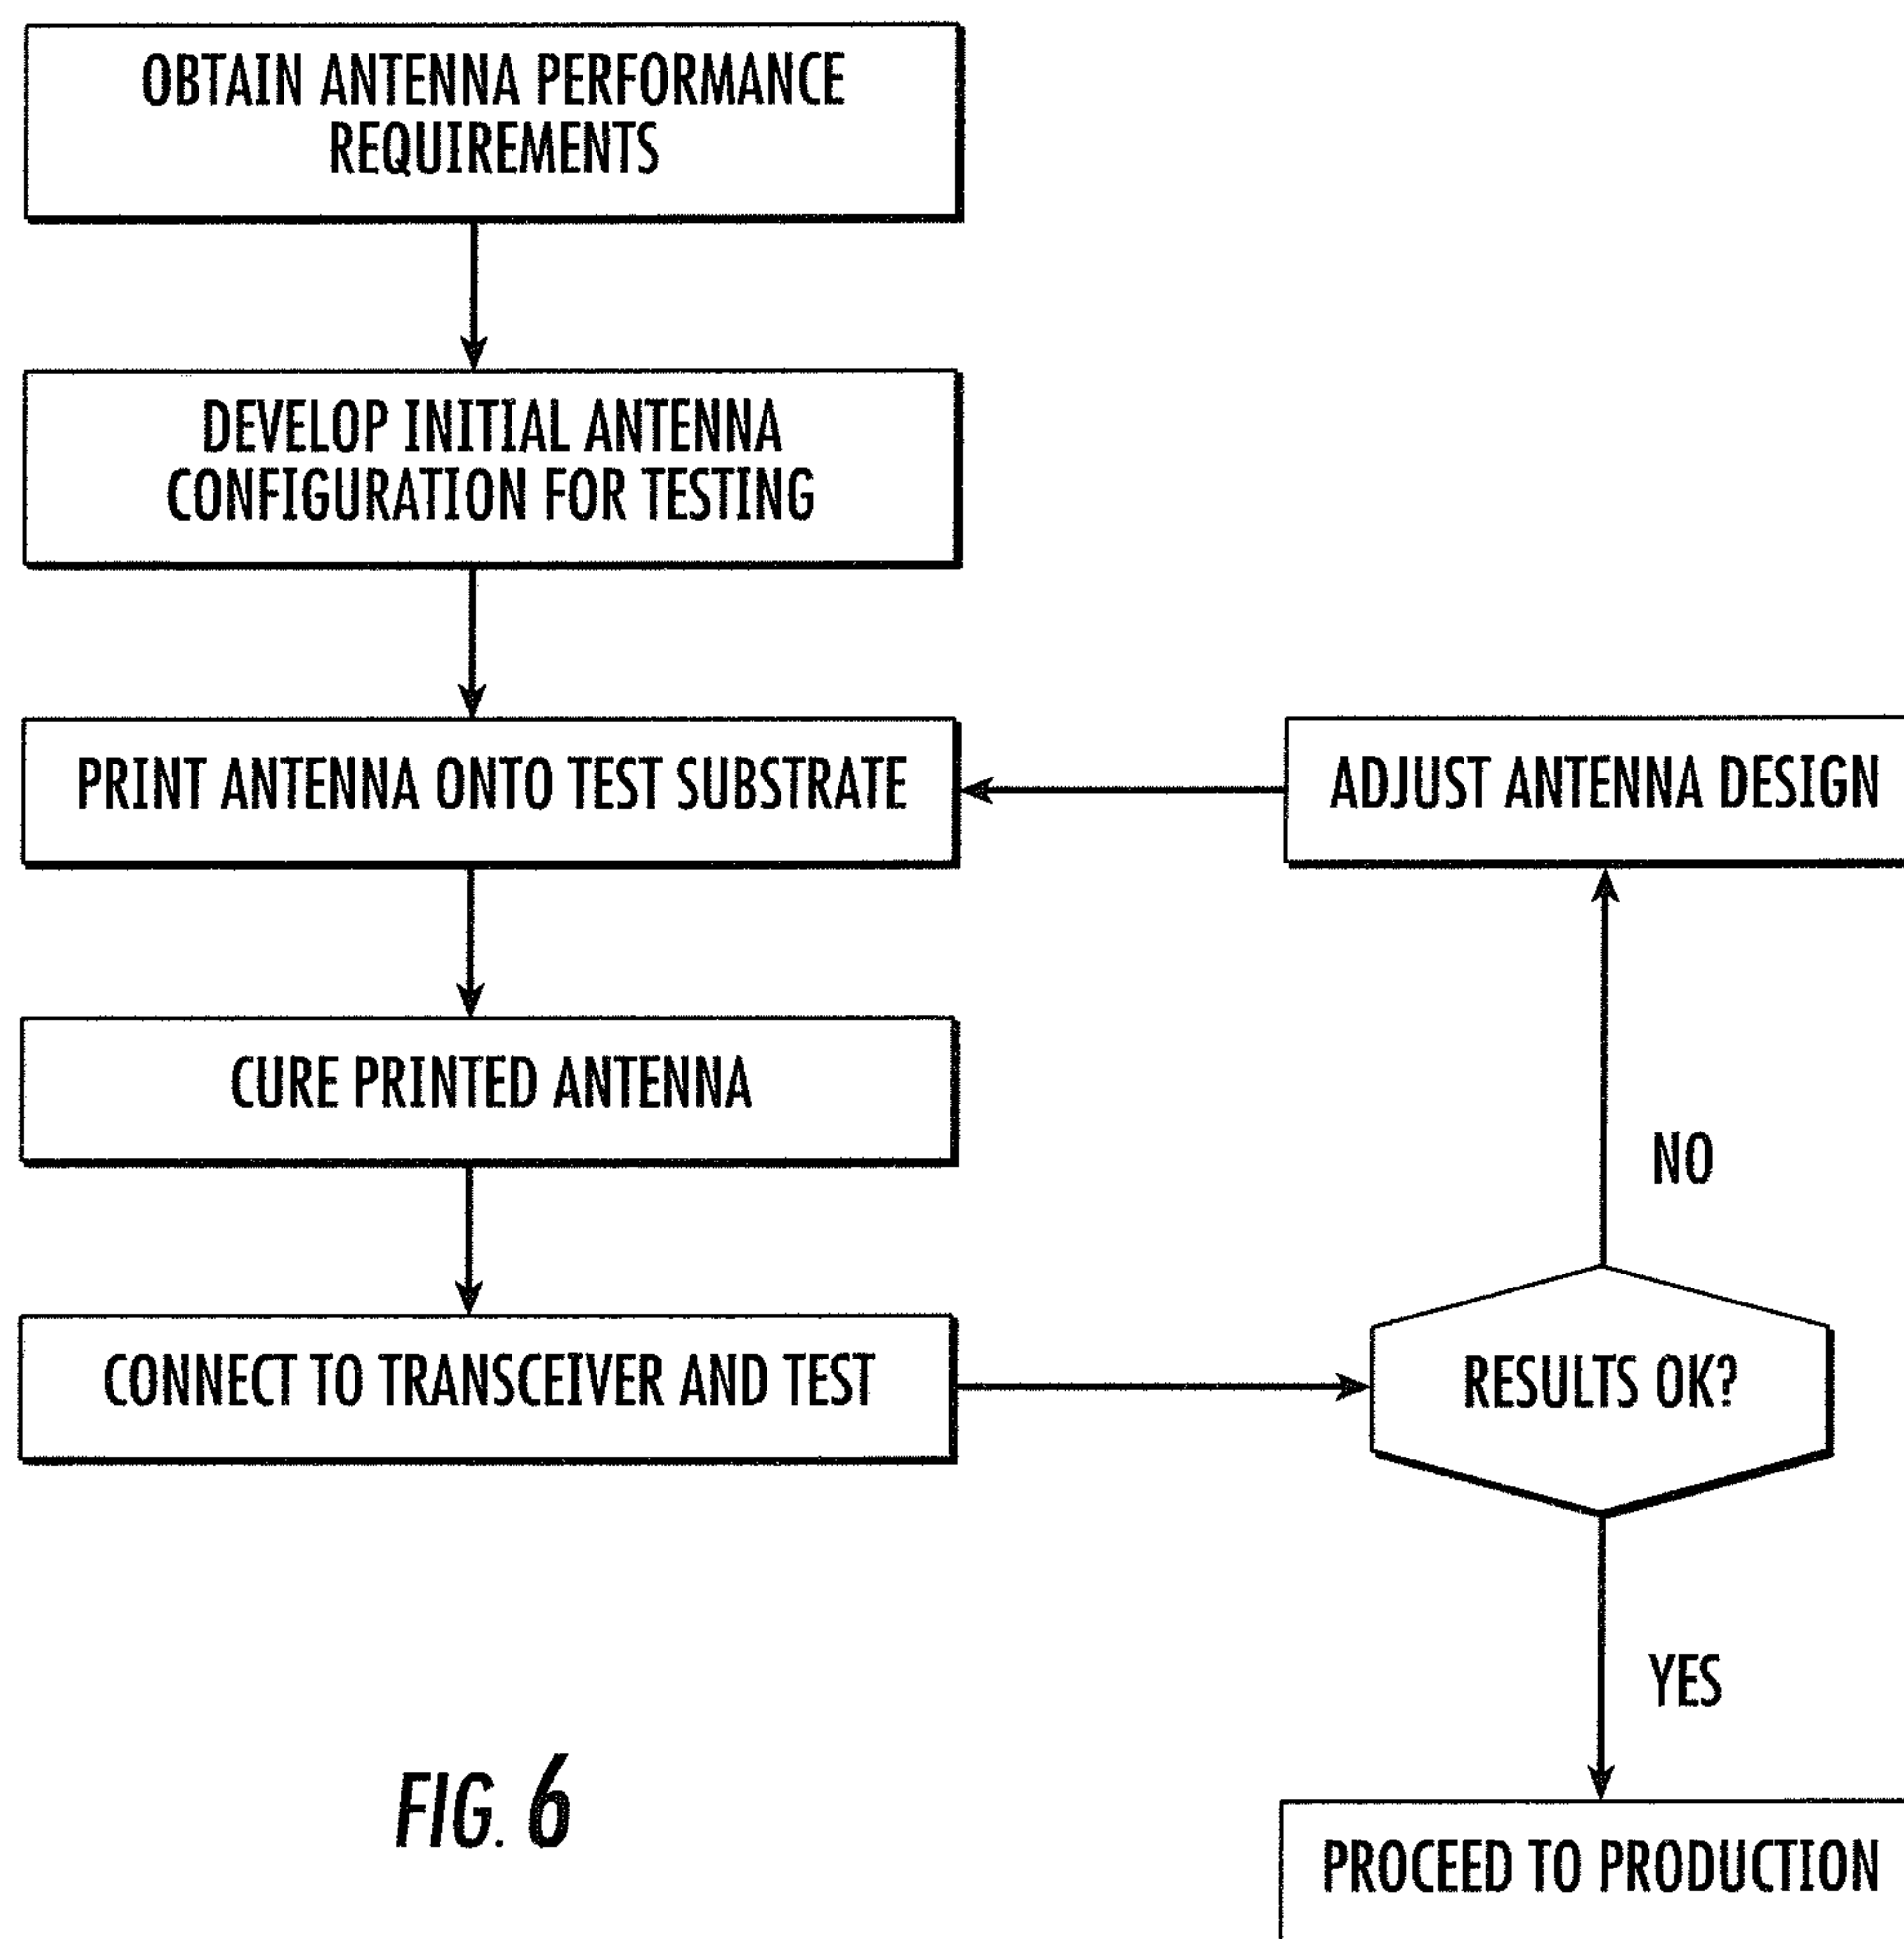 OBTAIN ANTENNA PERFORMANCE
REQUIREMENTS
DEVELOP INITIAL ANTENNA
CONFIGURATION FOR TESTING
PRINT ANTENNA ONTO TEST SUBSTRATE
ADJUST ANTENNA DESIGN
CURE PRINTED ANTENNA
NO
CONNECT TO TRANSCEIVER AND TEST
RESULTS OK?
YES
FIG. 6
PROCEED TO PRODUCTION